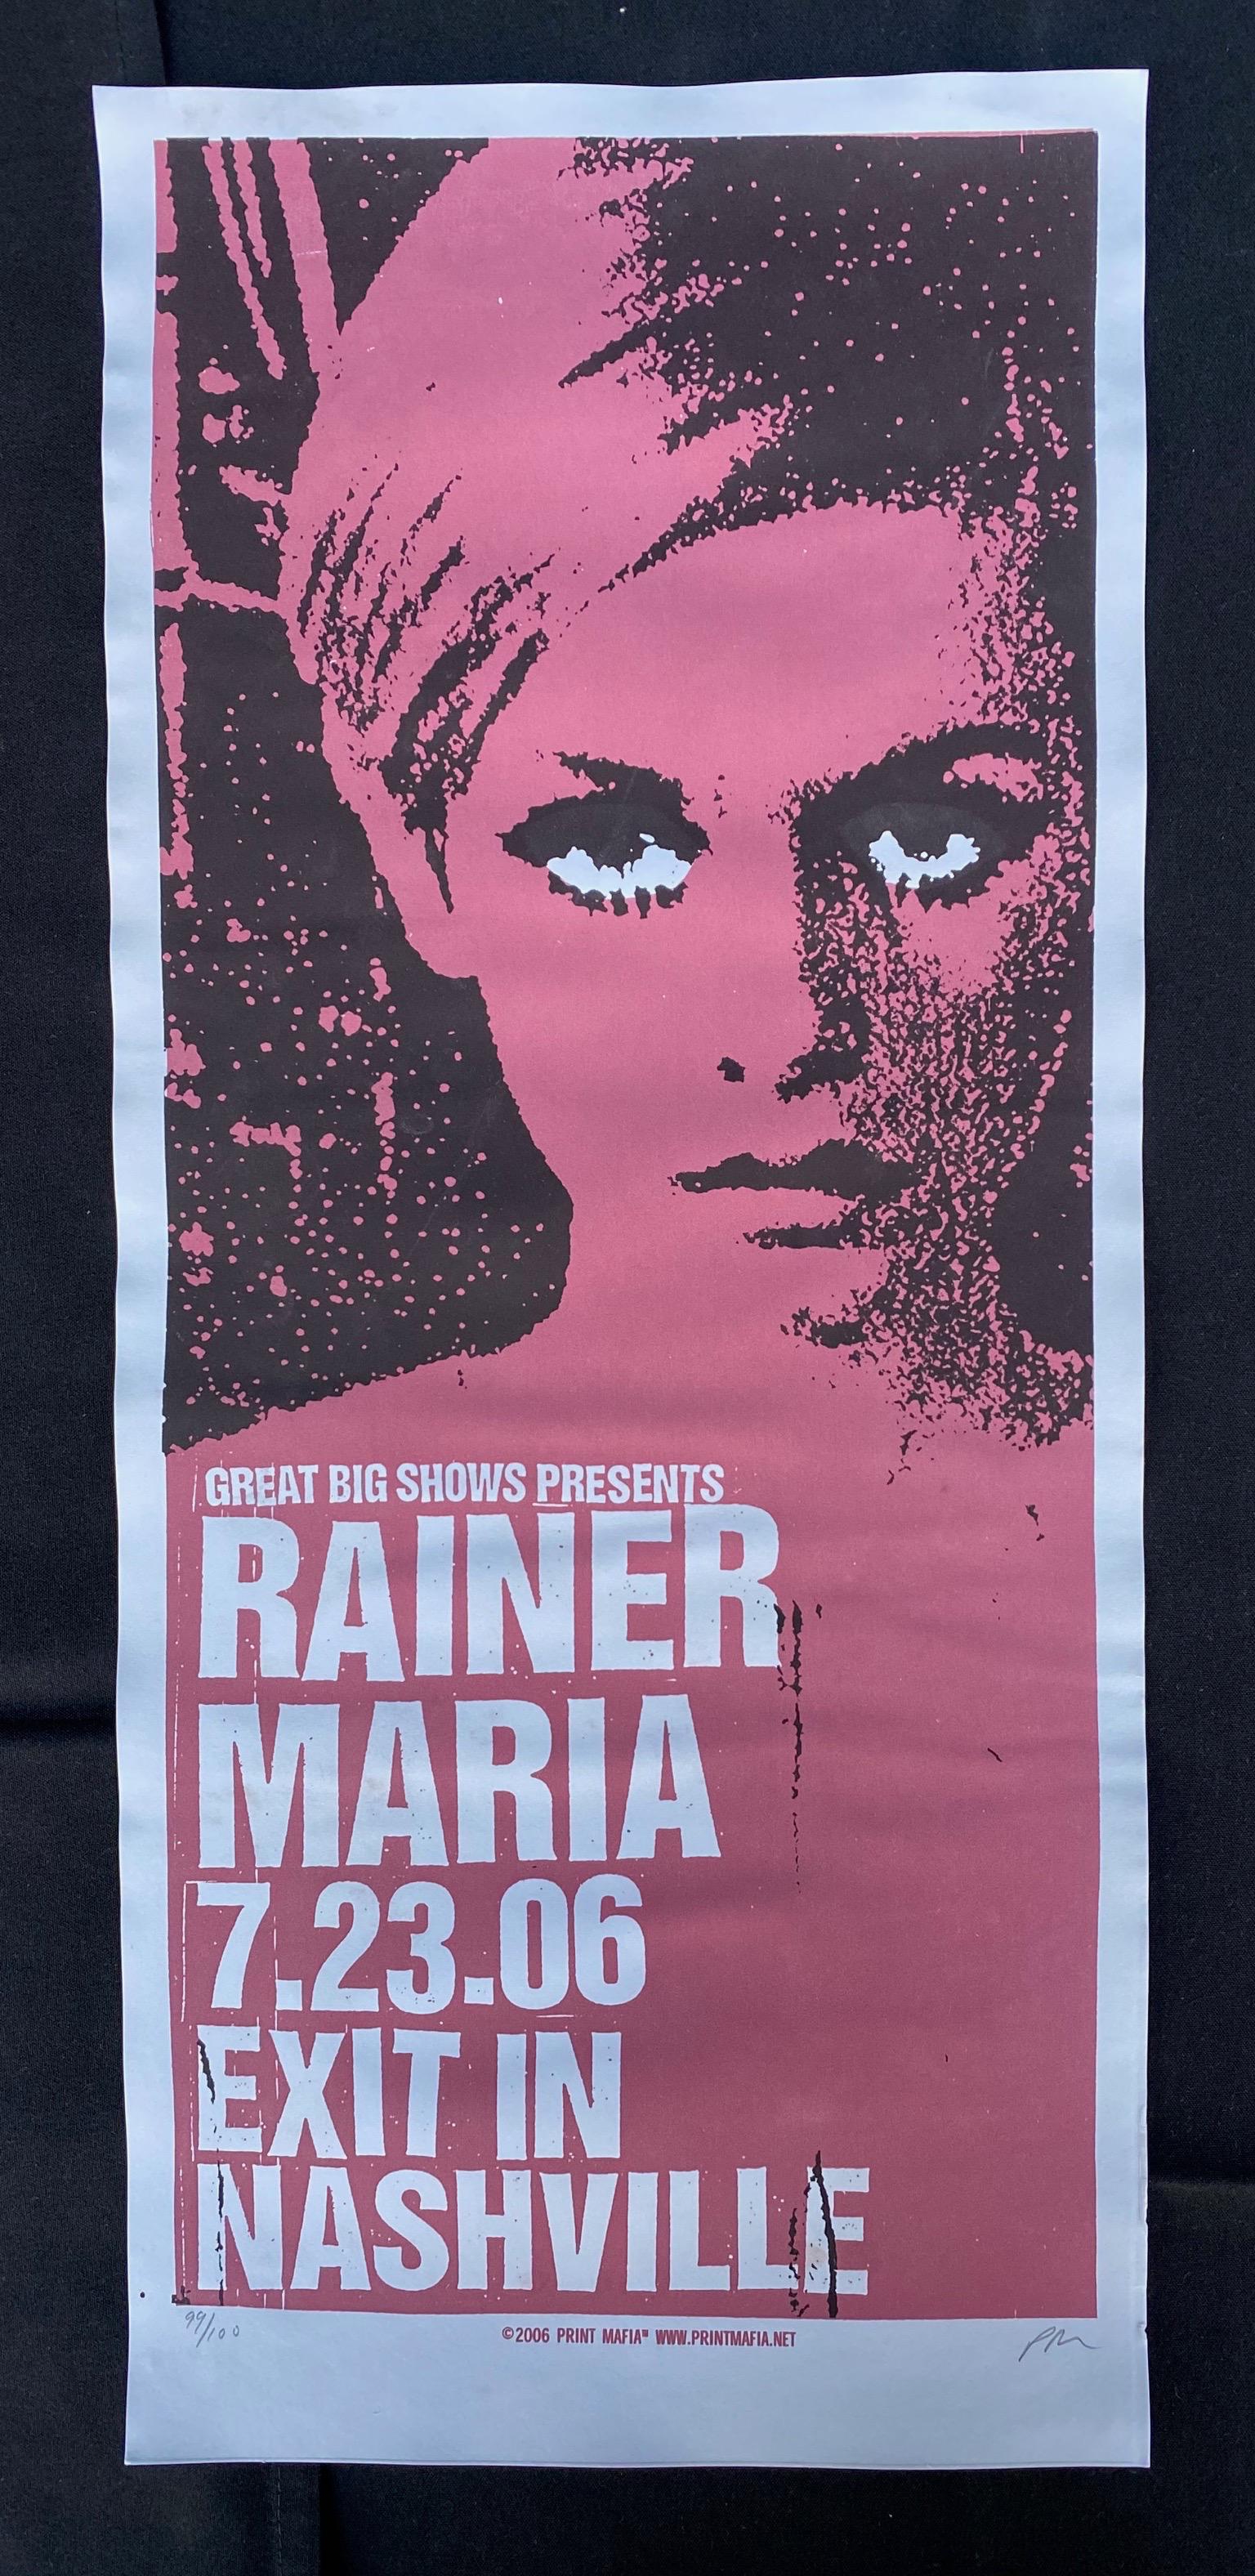 GREAT BIG SHOWS PRESENTS
RAINER
MARIA
7.23.06
EXIT IN
NASHVILLE
99/100
©2006 PRINT MAFIA™ WWW.PRINTMAFIA.NET
PM